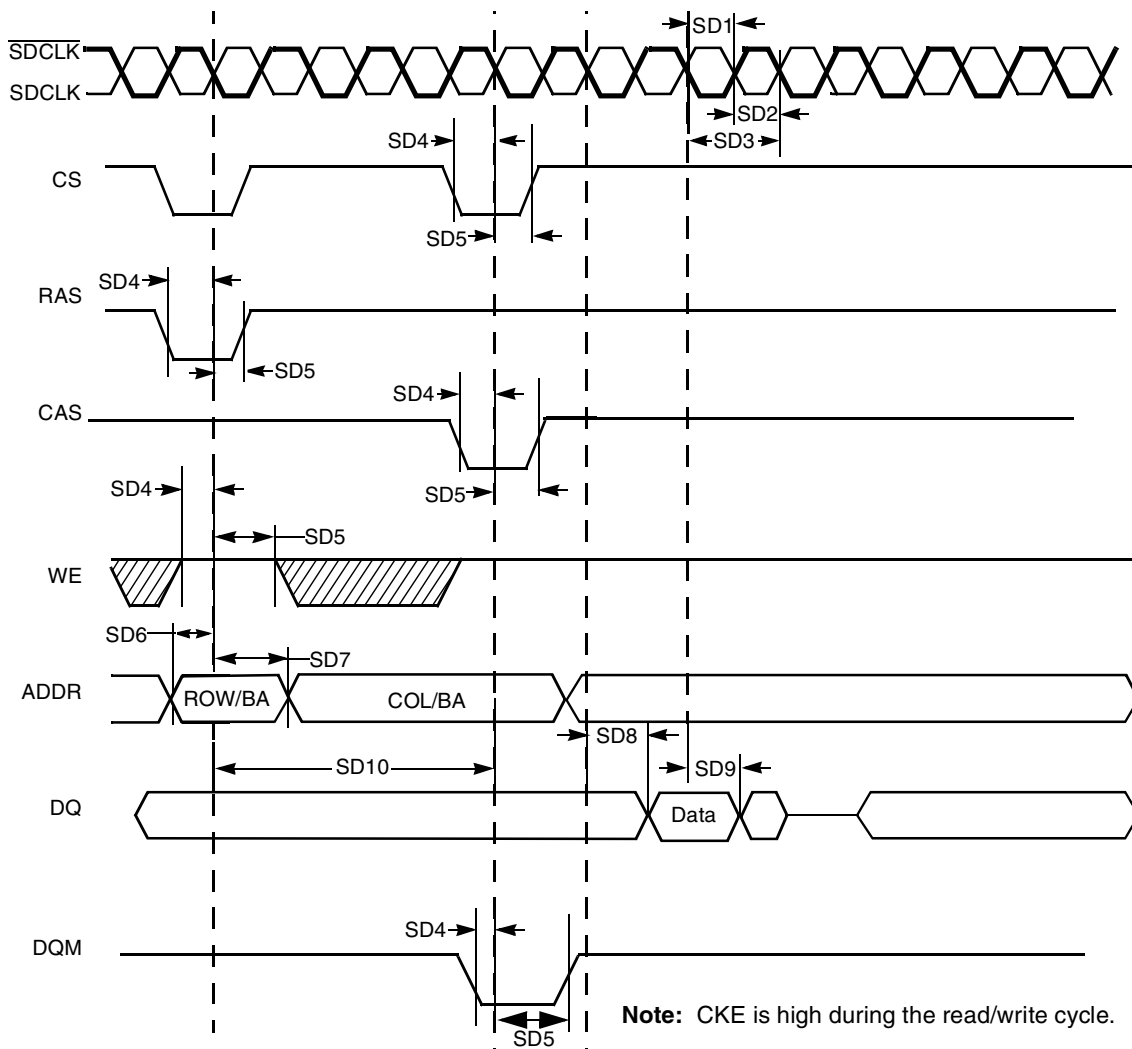 SD1
SDCLK
SDCLK
SD2
SD4
SD3
CS
SD5
SD4
RAS
SD5
SD4
CAS
SD4
SD5
SD5
WE
SD6
SD7
ADDR
ROW/BA
COL/BA
SD8
SD10
SD9
DQ
Data
SD4
DQM
Note: CKE is high during the read/write cycle.
SD5